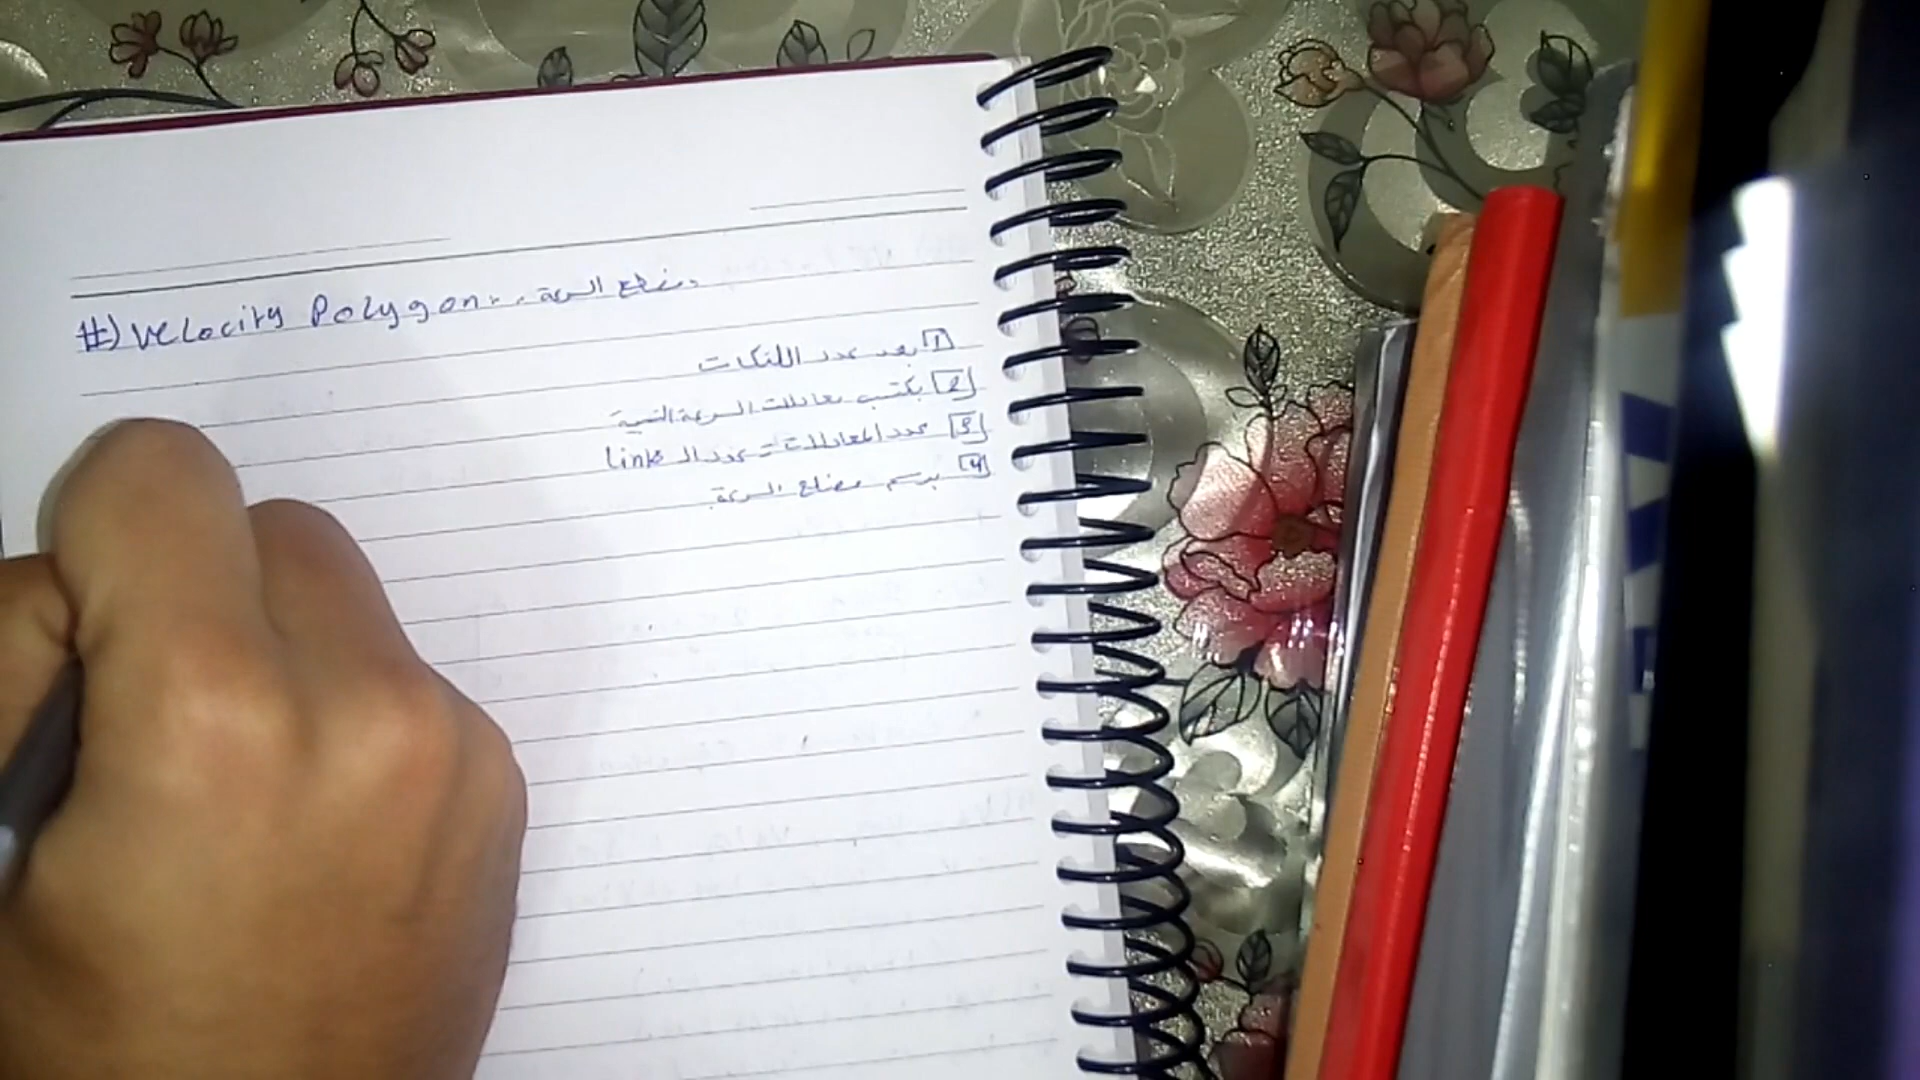 #) Velocity Polygon :- مضلع السرعة
[1] بعد عدد اللنكات
[2] بكتب معادلات السرعة النسبية
[3] عدد المعادلات = عدد الـ Links
[4] برسم مضلع السرعة